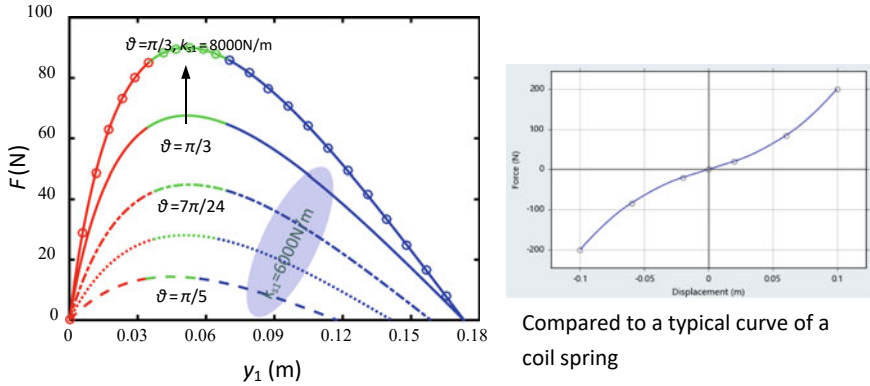 100
80
60
40
20
0
F (N)
ϑ=π/3, kₛ₁=8000N/m
ϑ=π/3
ϑ=7π/24
ϑ=π/5
kₛ₁=6000N/m
0 0.03 0.06 0.09 0.12 0.15 0.18
y₁ (m)
200
100
0
-100
-200
Force (N)
-0.1 -0.05 0 0.05 0.1
Displacement (m)
Compared to a typical curve of a
coil spring